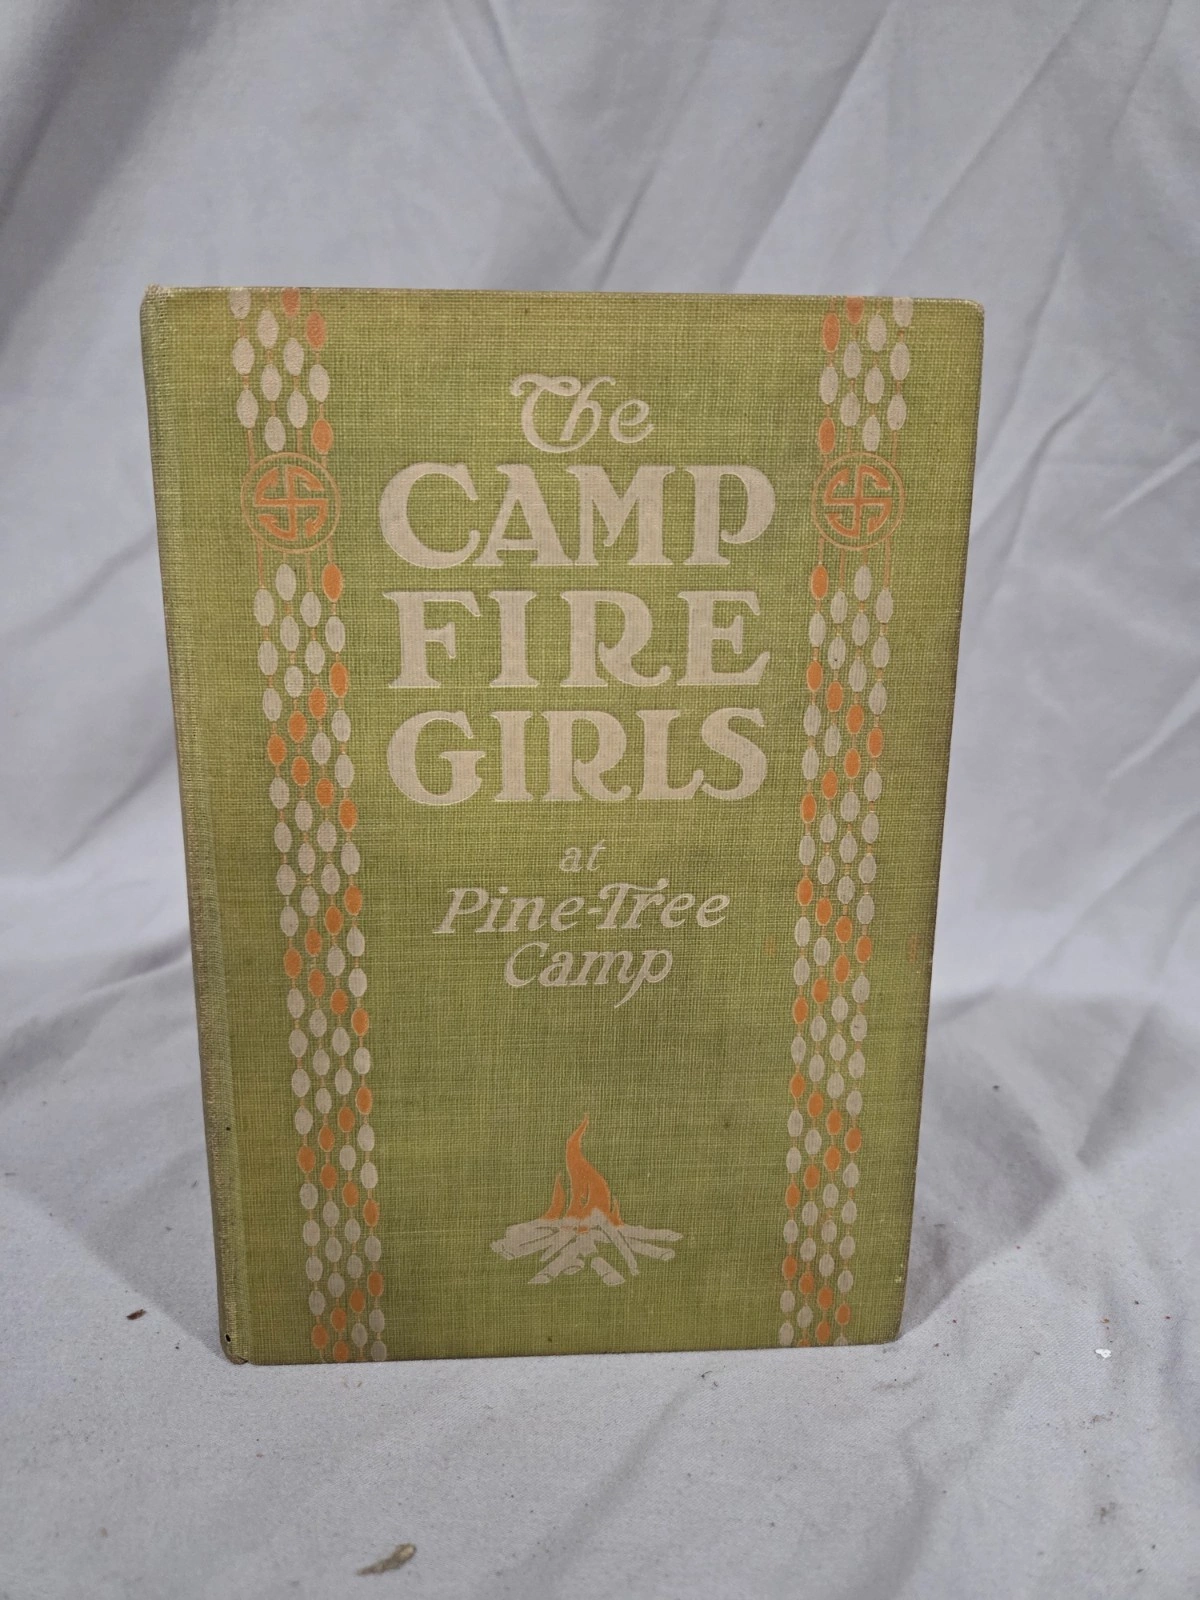 The
CAMP
FIRE
GIRLS
at
Pine-Tree
Camp